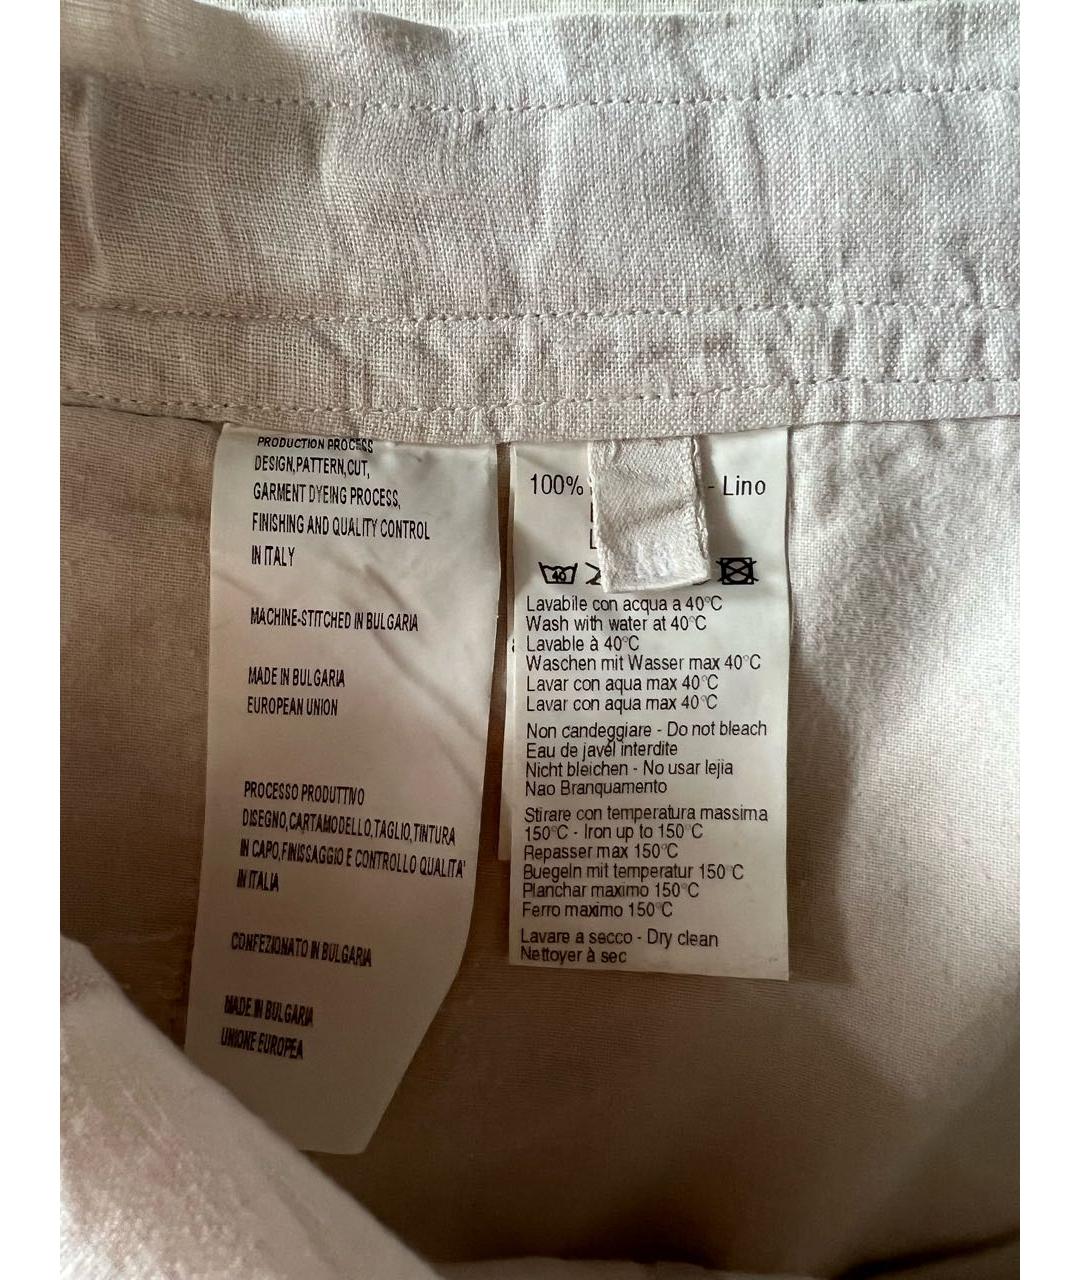 PRODUCTION PROCESS
DESIGN,PATTERN,CUT,
GARMENT DYEING PROCESS,
FINISHING AND QUALITY CONTROL
IN ITALY
MACHINE-STITCHED IN BULGARIA
MADE IN BULGARIA
EUROPEAN UNION
PROCESSO PRODUTTIVO
DISEGNO,CARTAMODELLO,TAGLIO,TINTURA
IN CAPO,FINISSAGGIO E CONTROLLO QUALITA'
IN ITALIA
CONFEZIONATO IN BULGARIA
MADE IN BULGARIA
UNIONE EUROPEA
100% - Lino
40
Lavabile con acqua a 40°C
Wash with water at 40°C
Lavable à 40°C
Waschen mit Wasser max 40°C
Lavar con aqua max 40°C
Lavar con aqua max 40°C
Non candeggiare - Do not bleach
Eau de javel interdite
Nicht bleichen - No usar lejia
Nao Branquamento
Stirare con temperatura massima
150°C - Iron up to 150°C
Repasser max 150°C
Buegeln mit temperatur 150°C
Planchar maximo 150°C
Ferro maximo 150°C
Lavare a secco - Dry clean
Nettoyer à sec